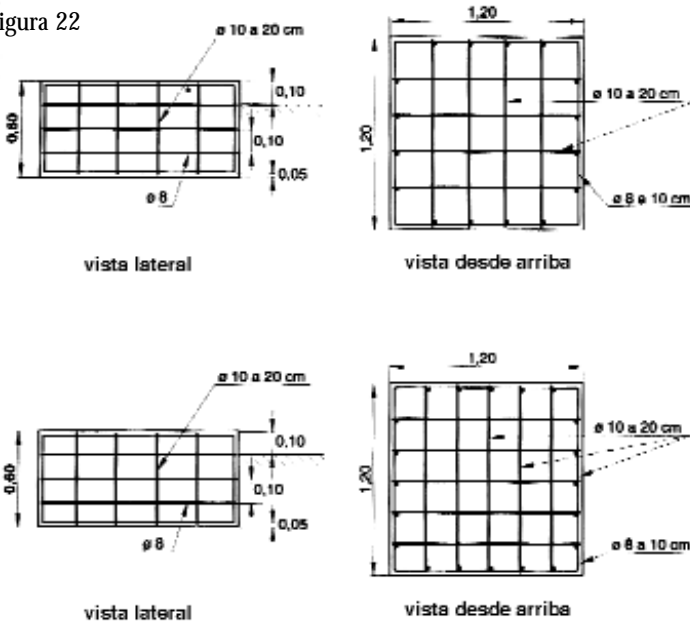 igura 22
1,20
ø 10 a 20 cm
0,10
0,60
0,10
0,05
ø 8
vista lateral
ø 10 a 20 cm
1,20
ø 8 a 10 cm
vista desde arriba
1,20
ø 10 a 20 cm
0,10
0,60
0,10
0,05
ø 8
vista lateral
ø 10 a 20 cm
1,20
ø 8 a 10 cm
vista desde arriba